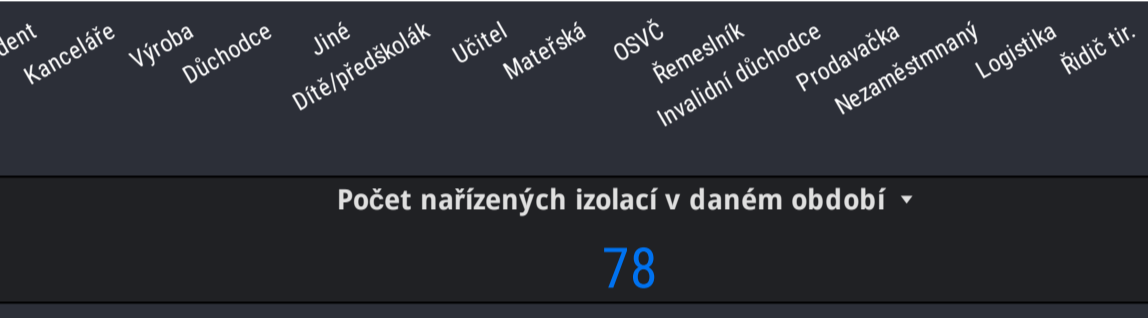 dent
Kanceláře
Výroba
Důchodce
Jiné
Dítě/předškolák
Učitel
Mateřská
OSVČ
Řemeslník
Invalidní důchodce
Prodavačka
Nezaměstmnaný
Logistika
Řidič tir.
Počet nařízených izolací v daném období
78